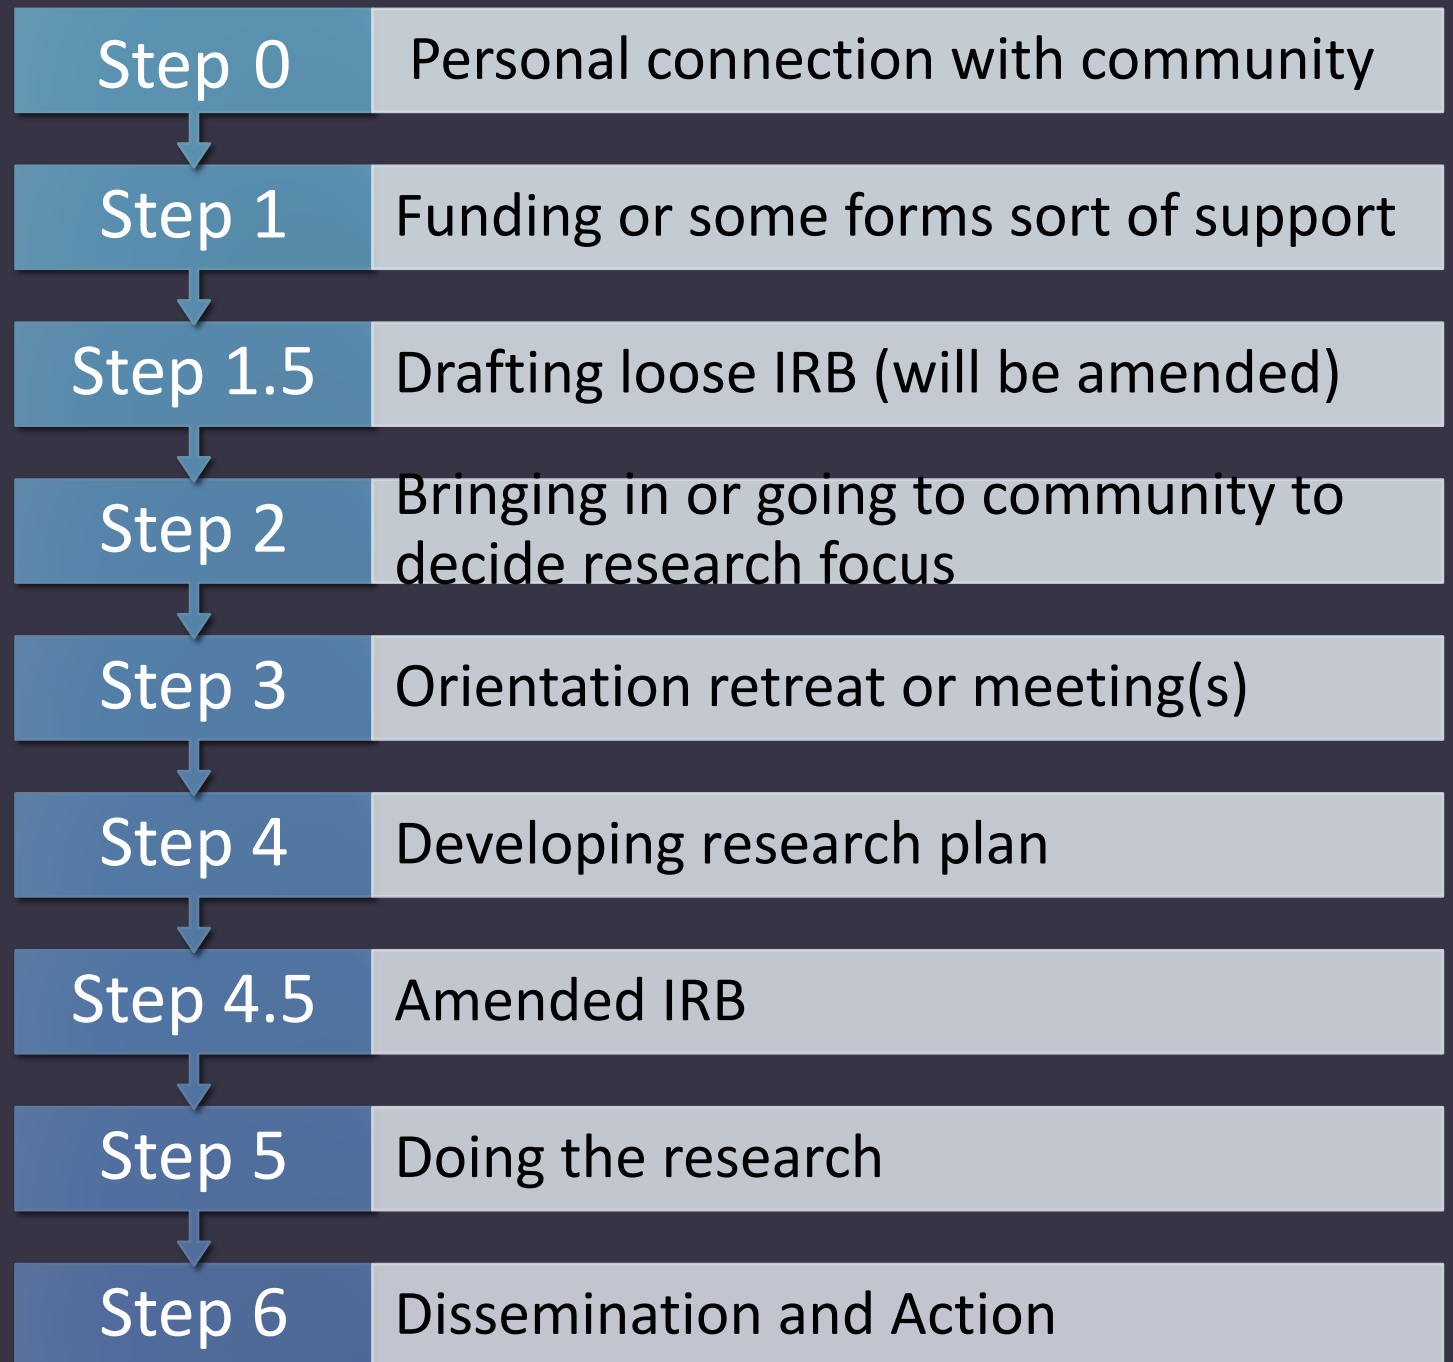 Step 0
Personal connection with community
Step 1
Funding or some forms sort of support
Step 1.5
Drafting loose IRB (will be amended)
Step 2
Bringing in or going to community to
decide research focus
Step 3
Orientation retreat or meeting(s)
Step 4
Developing research plan
Step 4.5
Amended IRB
Step 5
Doing the research
Step 6
Dissemination and Action